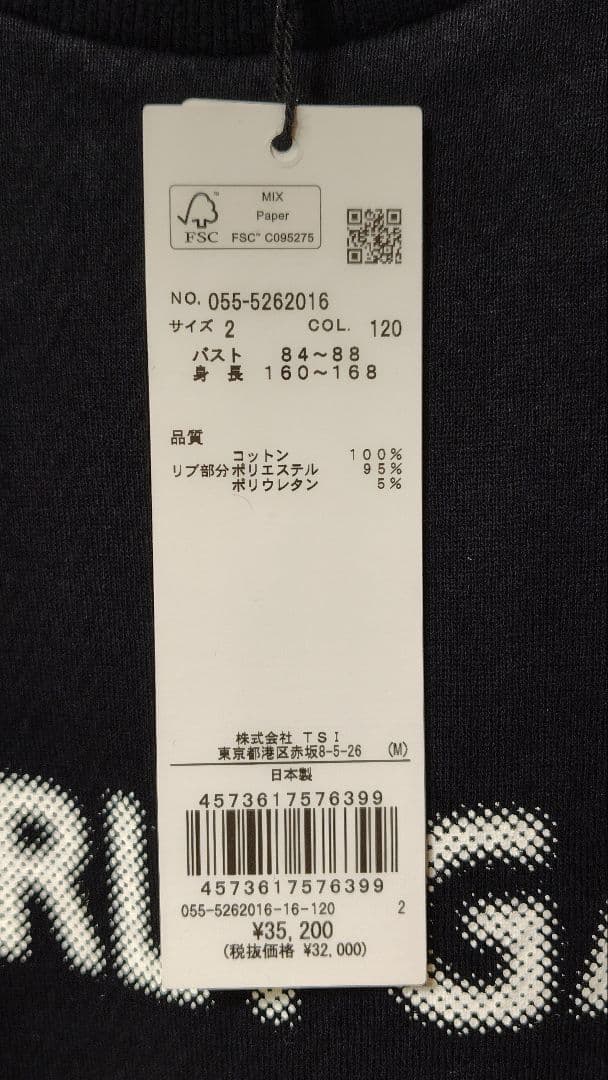 MIX
Paper
FSC™ C095275
FSC
NO. 055-5262016
サイズ 2 COL. 120
バスト 84～88
身長 160～168
品質
コットン 100%
リブ部分ポリエステル 95%
ポリウレタン 5%
株式会社 TSI
東京都港区赤坂8-5-26 (M)
日本製
4573617576399
4573617576399
055-5262016-16-120 2
¥35,200
(税抜価格 ¥32,000)